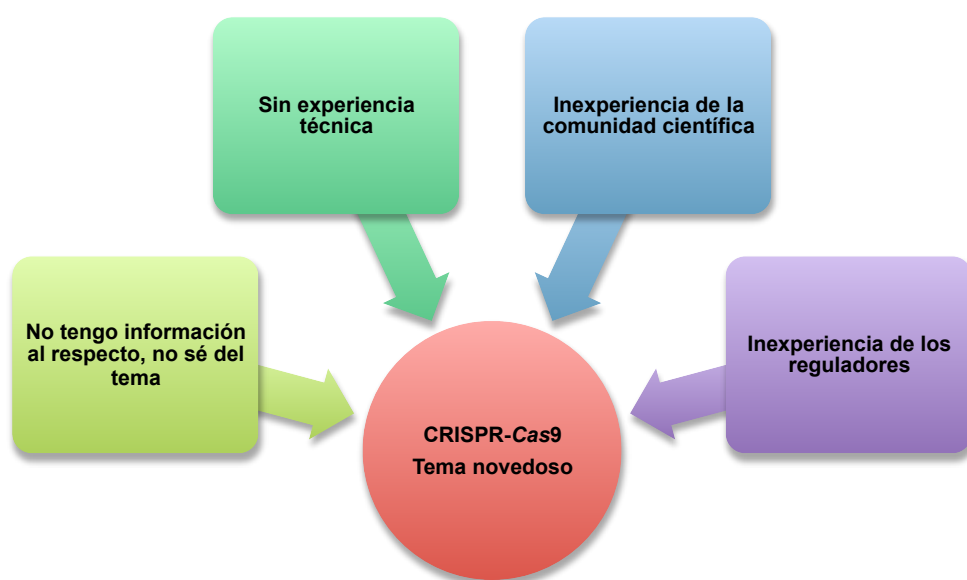 Sin experiencia
técnica
Inexperiencia de la
comunidad científica
No tengo información
al respecto, no sé del
tema
Inexperiencia de los
reguladores
CRISPR-Cas9
Tema novedoso